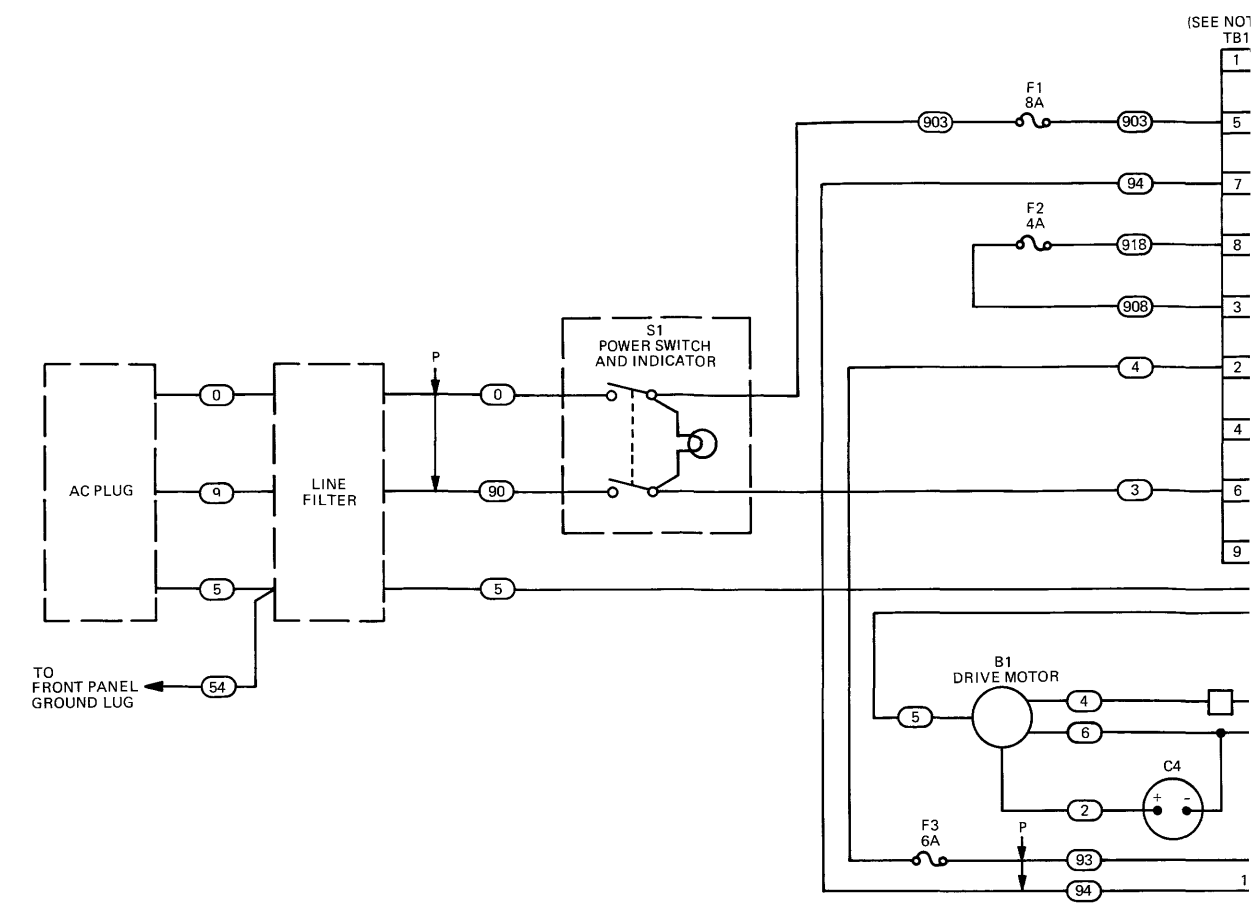 (SEE NOT
TB1
1
F1
8A
903
903
5
94
7
F2
4A
918
8
908
3
S1
POWER SWITCH
AND INDICATOR
4
2
P
0
0
4
AC PLUG
9
LINE
FILTER
90
3
6
9
5
5
TO
FRONT PANEL
GROUND LUG
54
B1
DRIVE MOTOR
4
5
6
C4
+ -
2
F3
6A
P
93
94
1